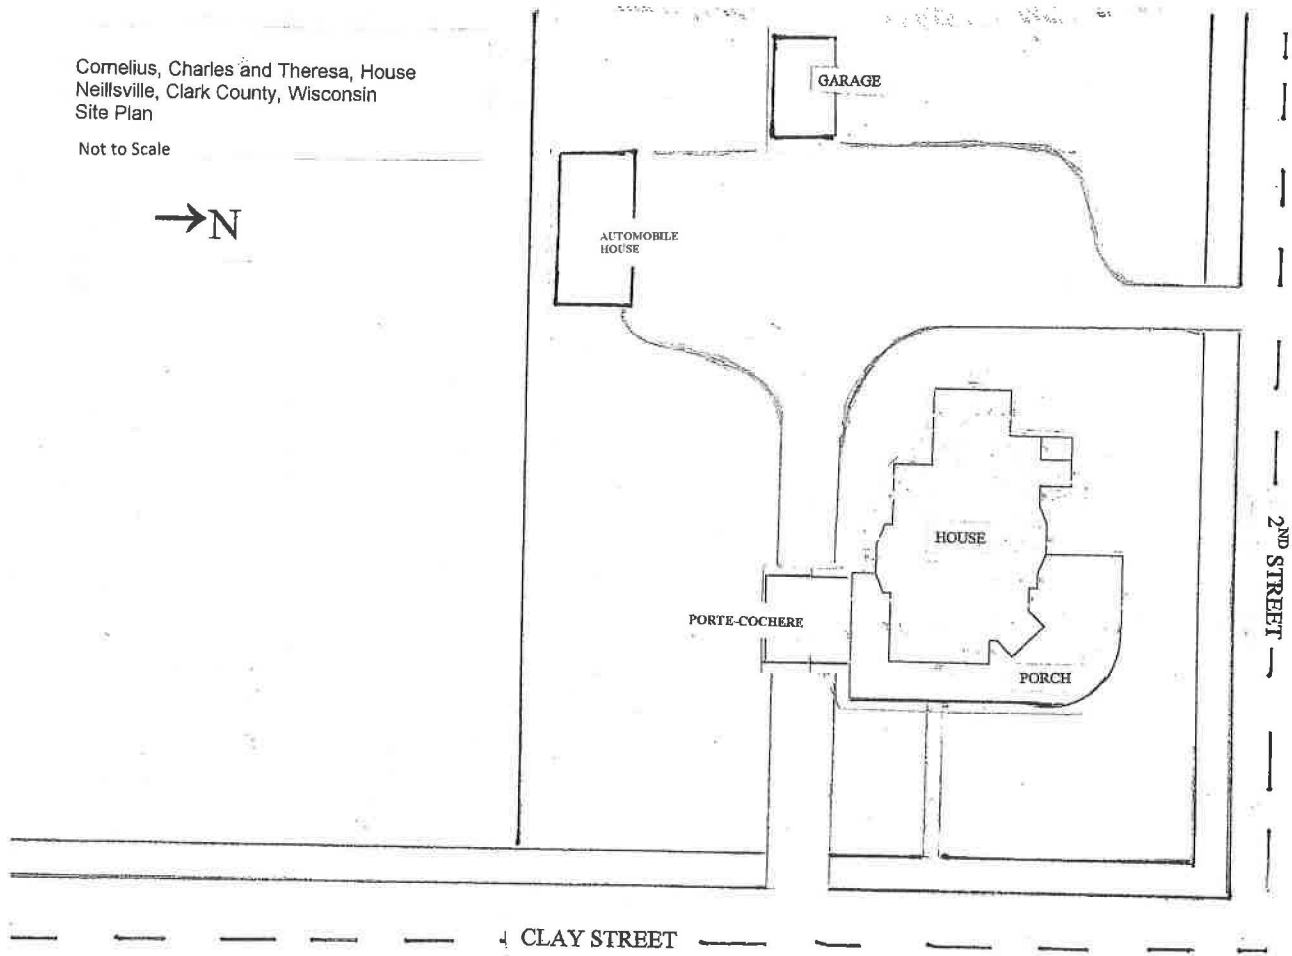 Cornelius, Charles and Theresa, House
Neillsville, Clark County, Wisconsin
Site Plan
Not to Scale
N
GARAGE
AUTOMOBILE
HOUSE
HOUSE
2ND STREET
PORTE-COCHERE
PORCH
CLAY STREET